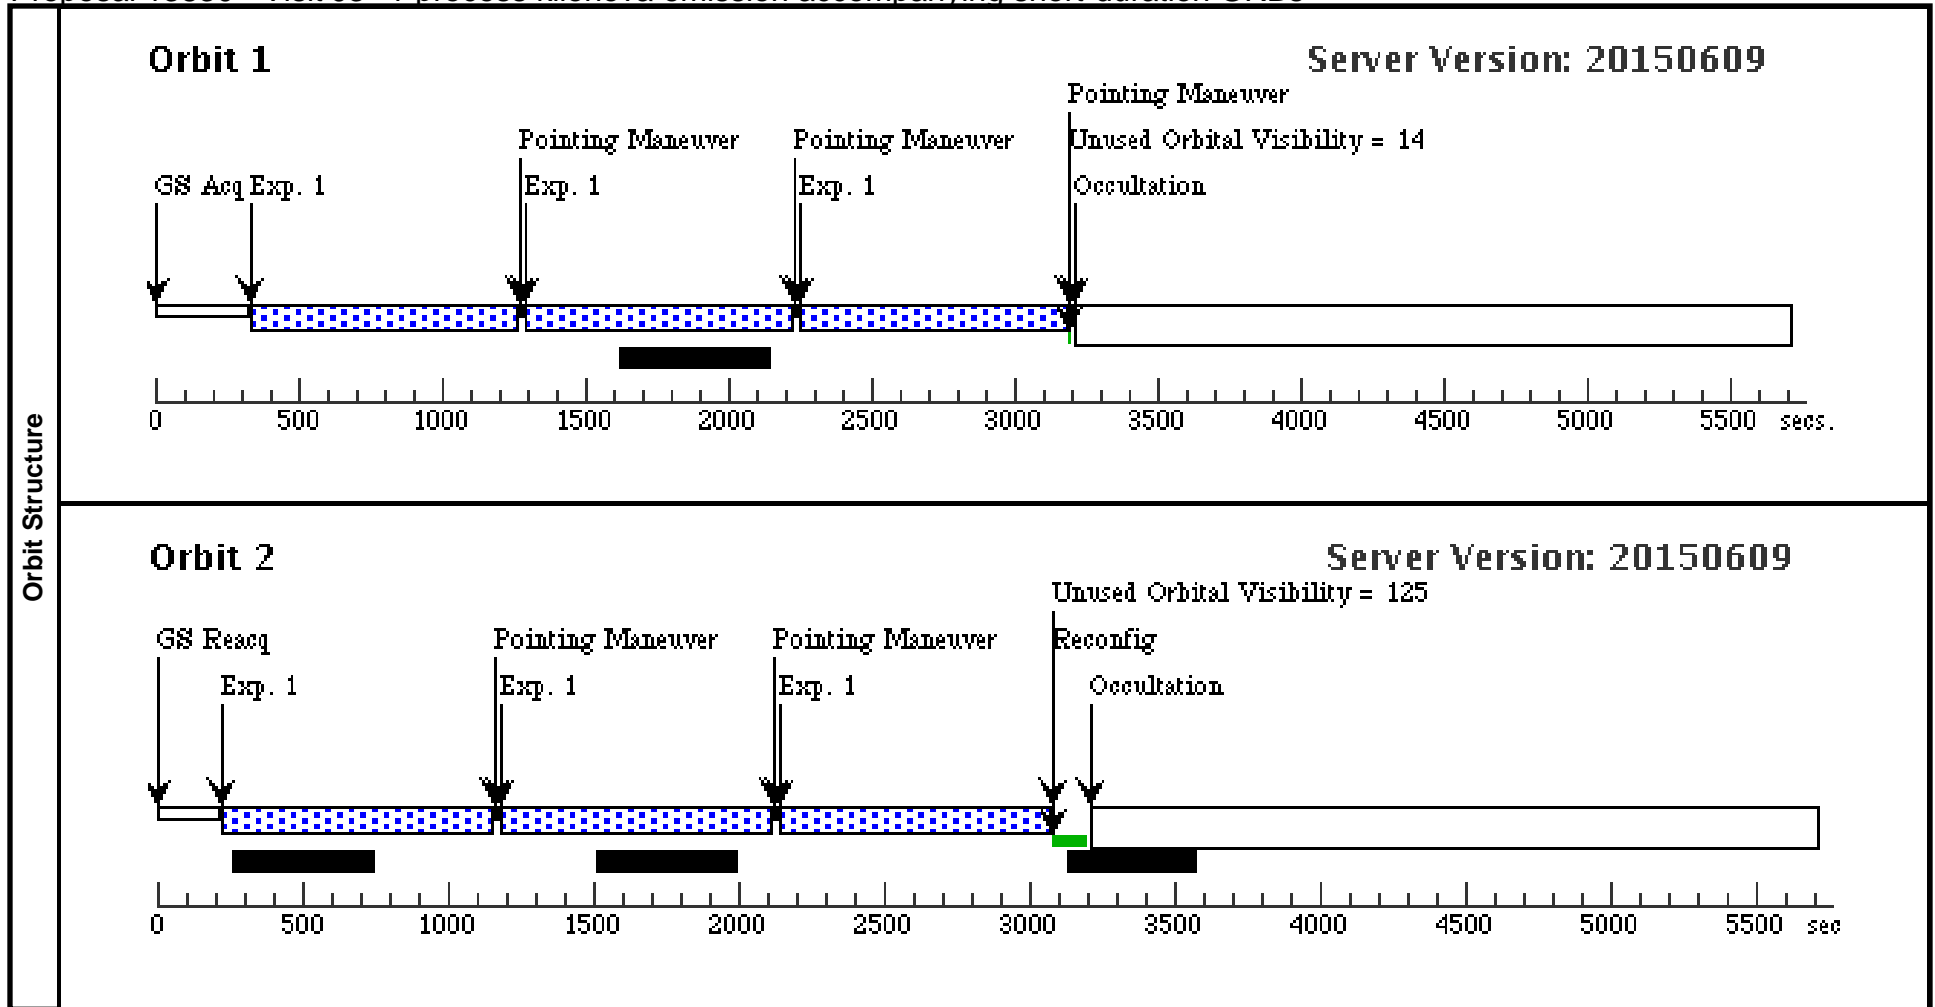 Orbit Structure
Orbit 1 Server Version: 20150609
Pointing Maneuver
Pointing Maneuver Pointing Maneuver Unused Orbital Visibility = 14
GS Acq Exp. 1 Exp. 1 Exp. 1 Occultation
0 500 1000 1500 2000 2500 3000 3500 4000 4500 5000 5500 secs.
Orbit 2 Server Version: 20150609
Unused Orbital Visibility = 125
GS Reacq Pointing Maneuver Pointing Maneuver Reconfig
Exp. 1 Exp. 1 Exp. 1 Occultation
0 500 1000 1500 2000 2500 3000 3500 4000 4500 5000 5500 sec